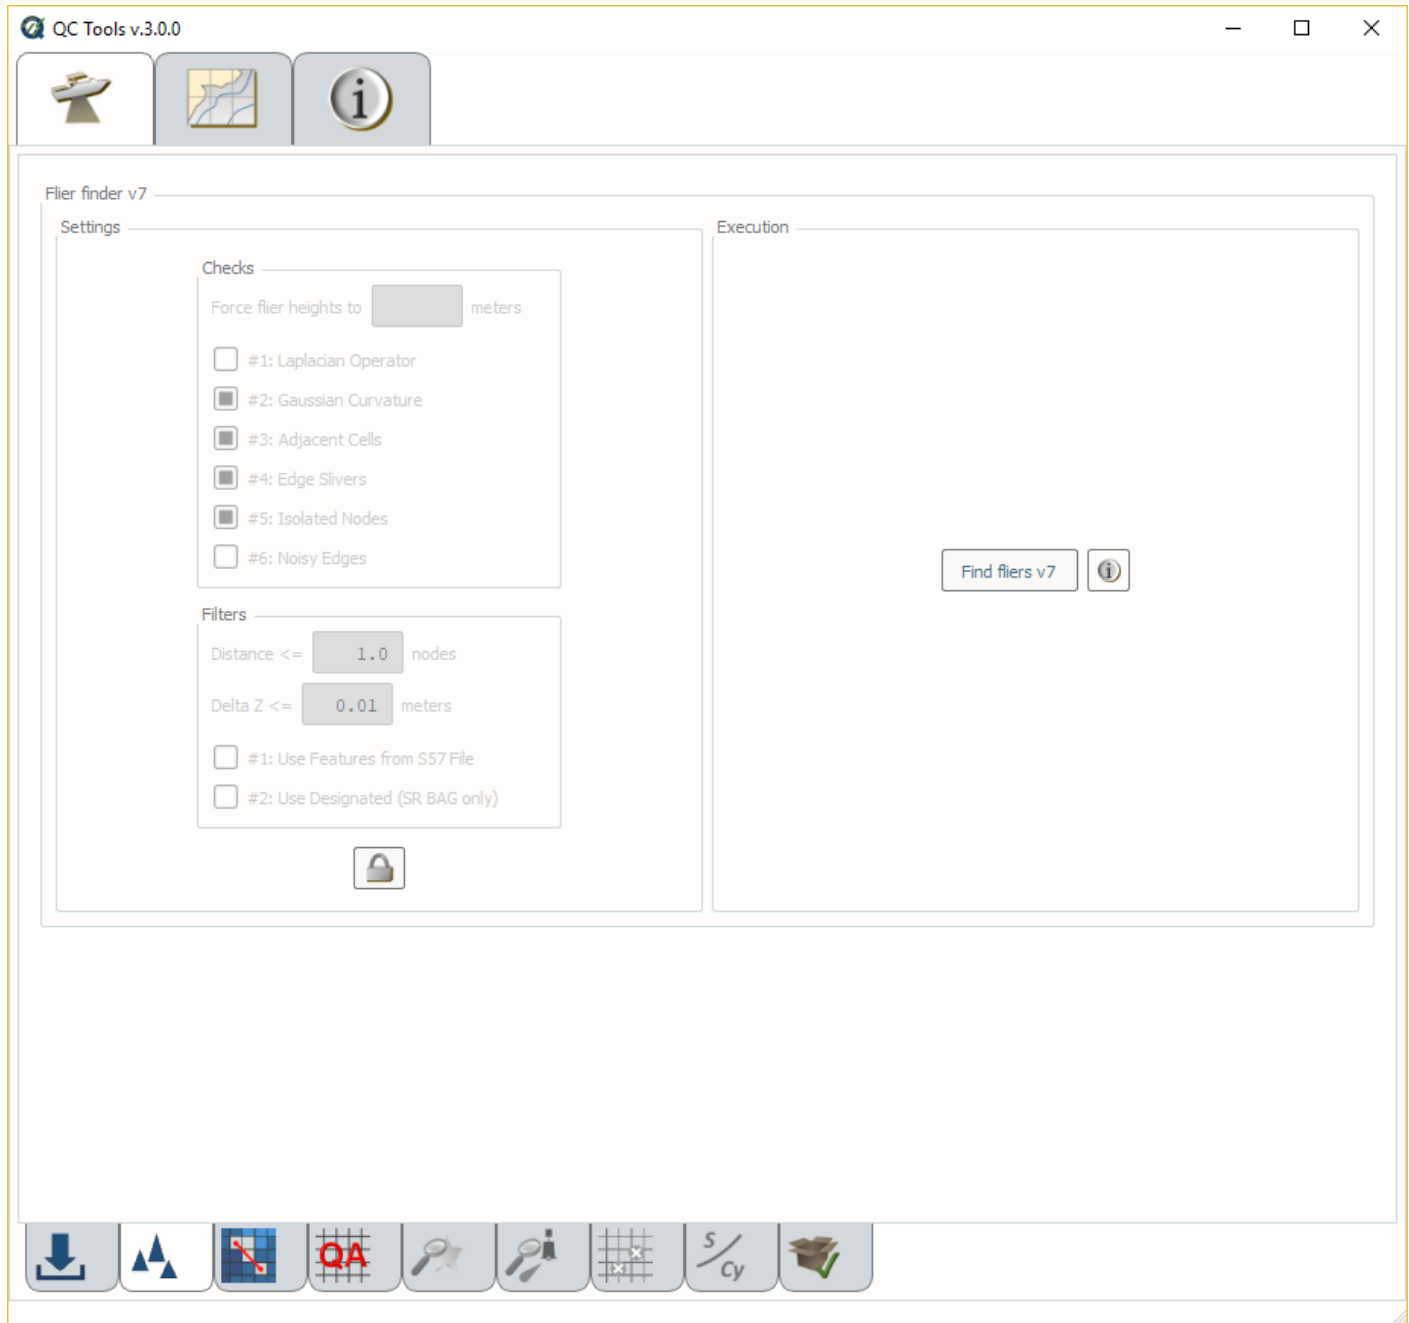 QC Tools v.3.0.0
Flier finder v7
Settings
Execution
Checks
Force flier heights to meters
#1: Laplacian Operator
#2: Gaussian Curvature
#3: Adjacent Cells
#4: Edge Slivers
#5: Isolated Nodes
#6: Noisy Edges
Find fliers v7
i
Filters
Distance <= 1.0 nodes
Delta Z <= 0.01 meters
#1: Use Features from S57 File
#2: Use Designated (SR BAG only)
QA
S/Cy